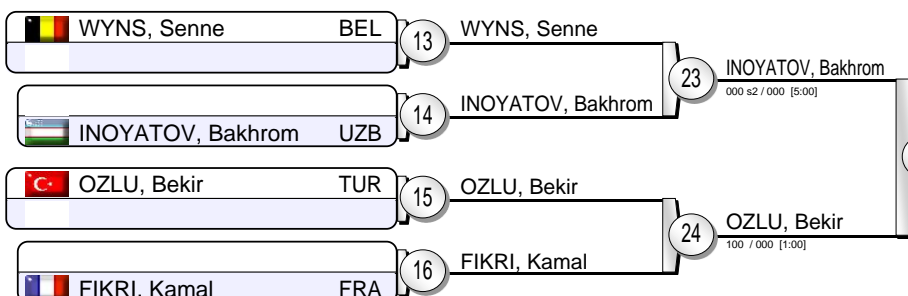 WYNS, Senne BEL
13
WYNS, Senne
23
INOYATOV, Bakhrom
000 s2 / 000 [5:00]
14
INOYATOV, Bakhrom
INOYATOV, Bakhrom UZB
OZLU, Bekir TUR
15
OZLU, Bekir
24
OZLU, Bekir
100 / 000 [1:00]
16
FIKRI, Kamal
FIKRI, Kamal FRA